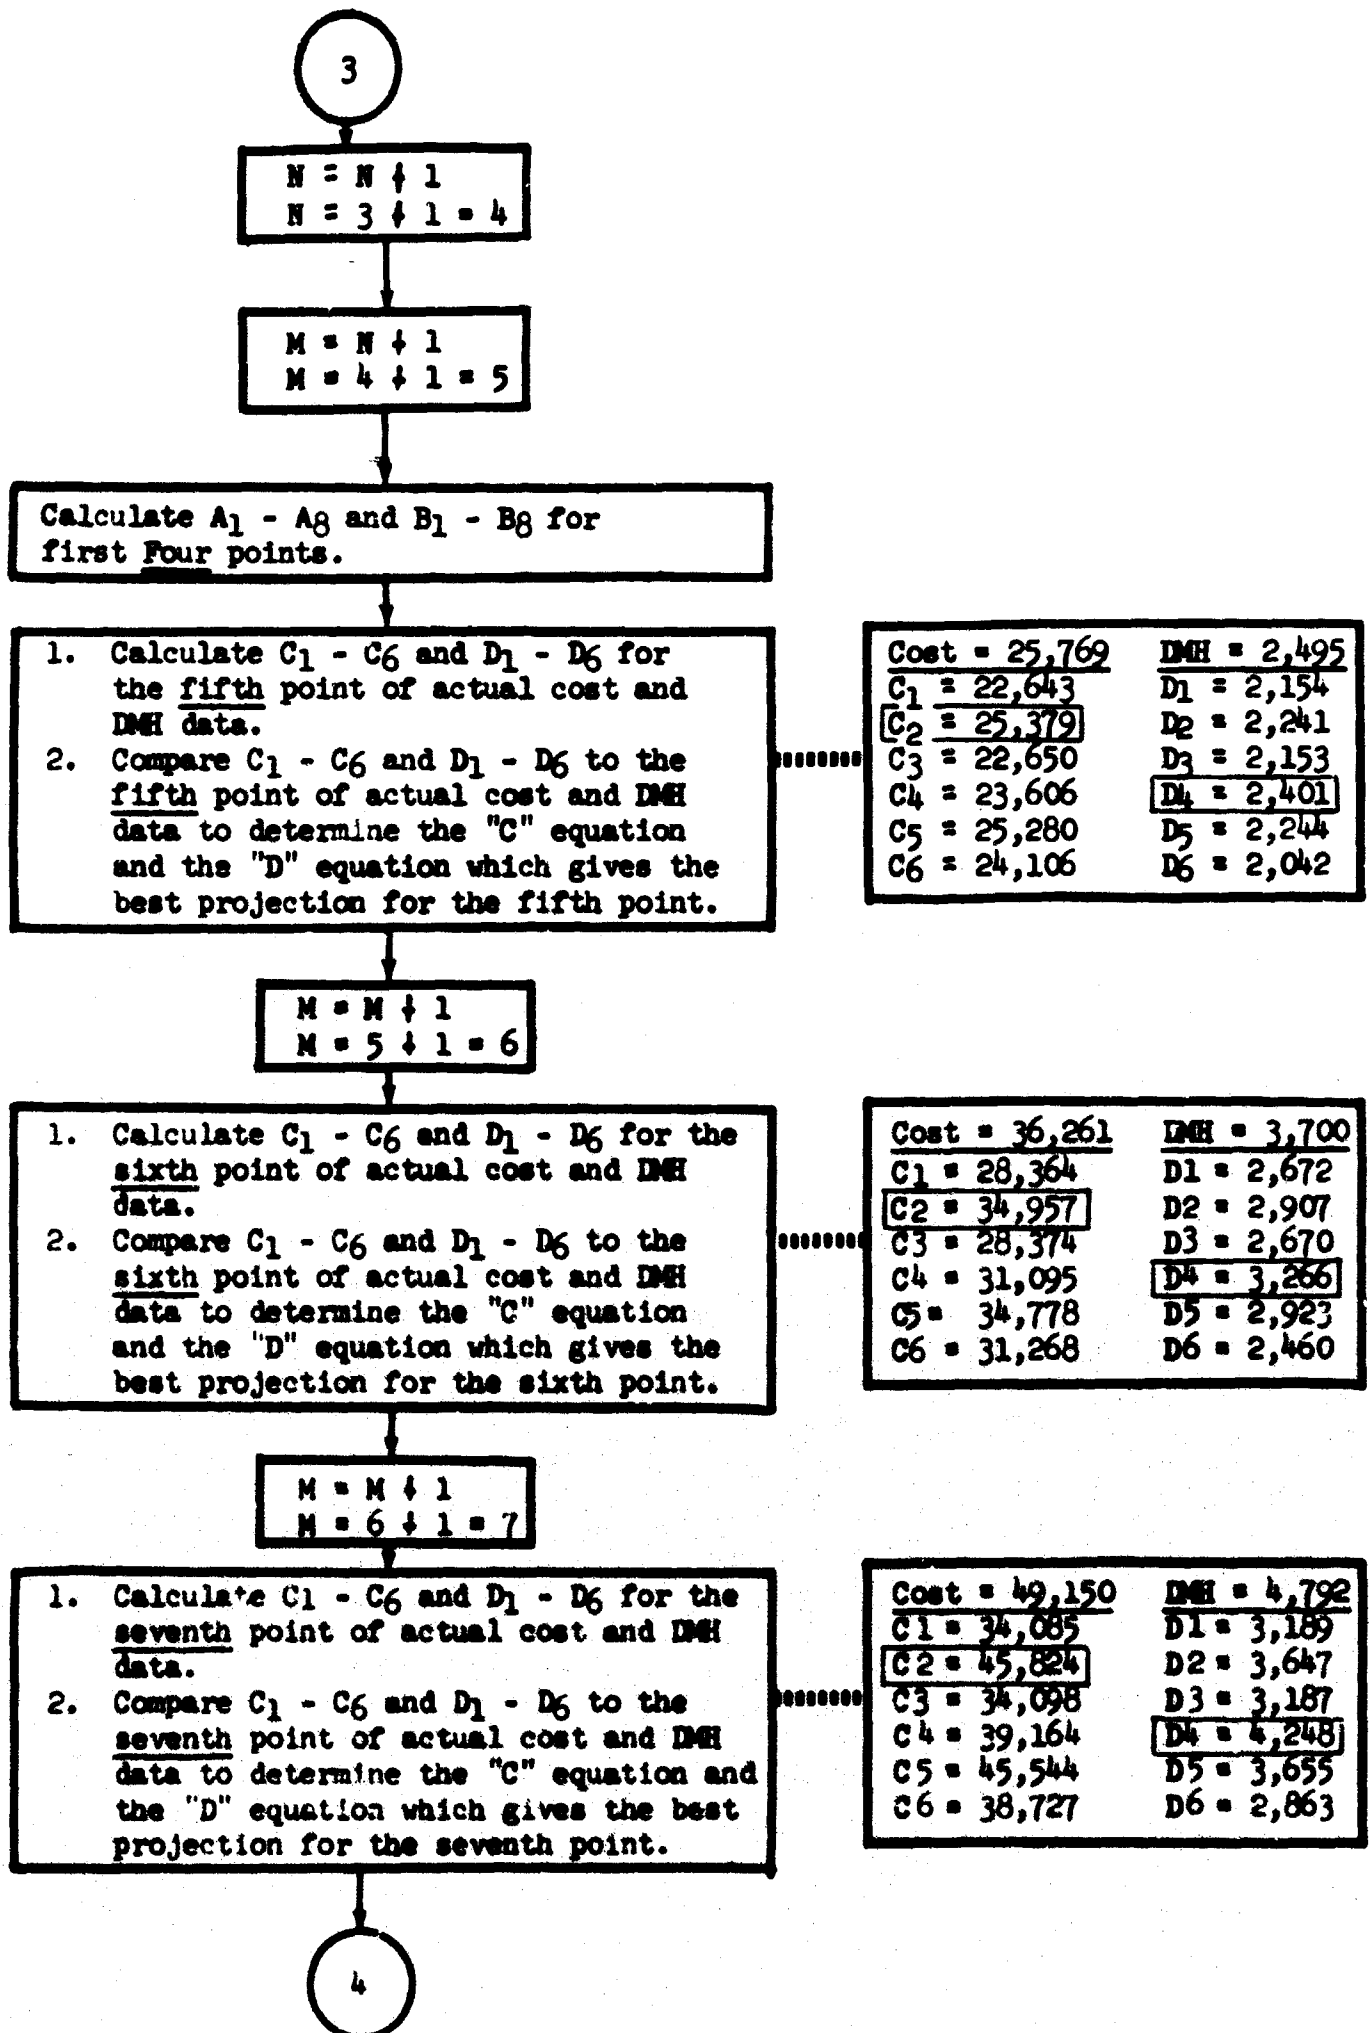 3
N = N + 1
N = 3 + 1 = 4
M = N + 1
M = 4 + 1 = 5
Calculate A1 - A8 and B1 - B8 for
first Four points.
1. Calculate C1 - C6 and D1 - D6 for
the fifth point of actual cost and
DMH data.
2. Compare C1 - C6 and D1 - D6 to the
fifth point of actual cost and DMH
data to determine the "C" equation
and the "D" equation which gives the
best projection for the fifth point.
Cost = 25,769 DMH = 2,495
C1 = 22,643 D1 = 2,154
C2 = 25,379 D2 = 2,241
C3 = 22,650 D3 = 2,153
C4 = 23,606 D4 = 2,401
C5 = 25,280 D5 = 2,244
C6 = 24,106 D6 = 2,042
M = M + 1
M = 5 + 1 = 6
1. Calculate C1 - C6 and D1 - D6 for the
sixth point of actual cost and DMH
data.
2. Compare C1 - C6 and D1 - D6 to the
sixth point of actual cost and DMH
data to determine the "C" equation
and the "D" equation which gives the
best projection for the sixth point.
Cost = 36,261 DMH = 3,700
C1 = 28,364 D1 = 2,672
C2 = 34,957 D2 = 2,907
C3 = 28,374 D3 = 2,670
C4 = 31,095 D4 = 3,266
C5 = 34,778 D5 = 2,923
C6 = 31,268 D6 = 2,460
M = M + 1
M = 6 + 1 = 7
1. Calculate C1 - C6 and D1 - D6 for the
seventh point of actual cost and DMH
data.
2. Compare C1 - C6 and D1 - D6 to the
seventh point of actual cost and DMH
data to determine the "C" equation and
the "D" equation which gives the best
projection for the seventh point.
Cost = 49,150 DMH = 4,792
C1 = 34,085 D1 = 3,189
C2 = 45,824 D2 = 3,647
C3 = 34,098 D3 = 3,187
C4 = 39,164 D4 = 4,248
C5 = 45,544 D5 = 3,655
C6 = 38,727 D6 = 2,863
4